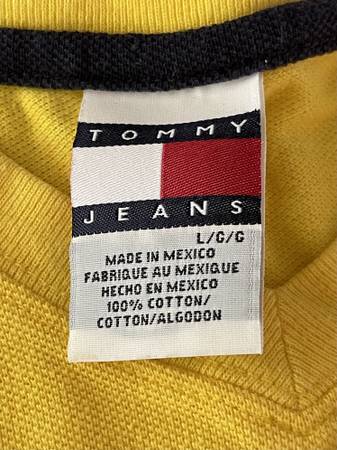 TOMMY
JEANS
L/G/G
MADE IN MEXICO
FABRIQUE AU MEXIQUE
HECHO EN MEXICO
100% COTTON/
COTTON/ALGODON